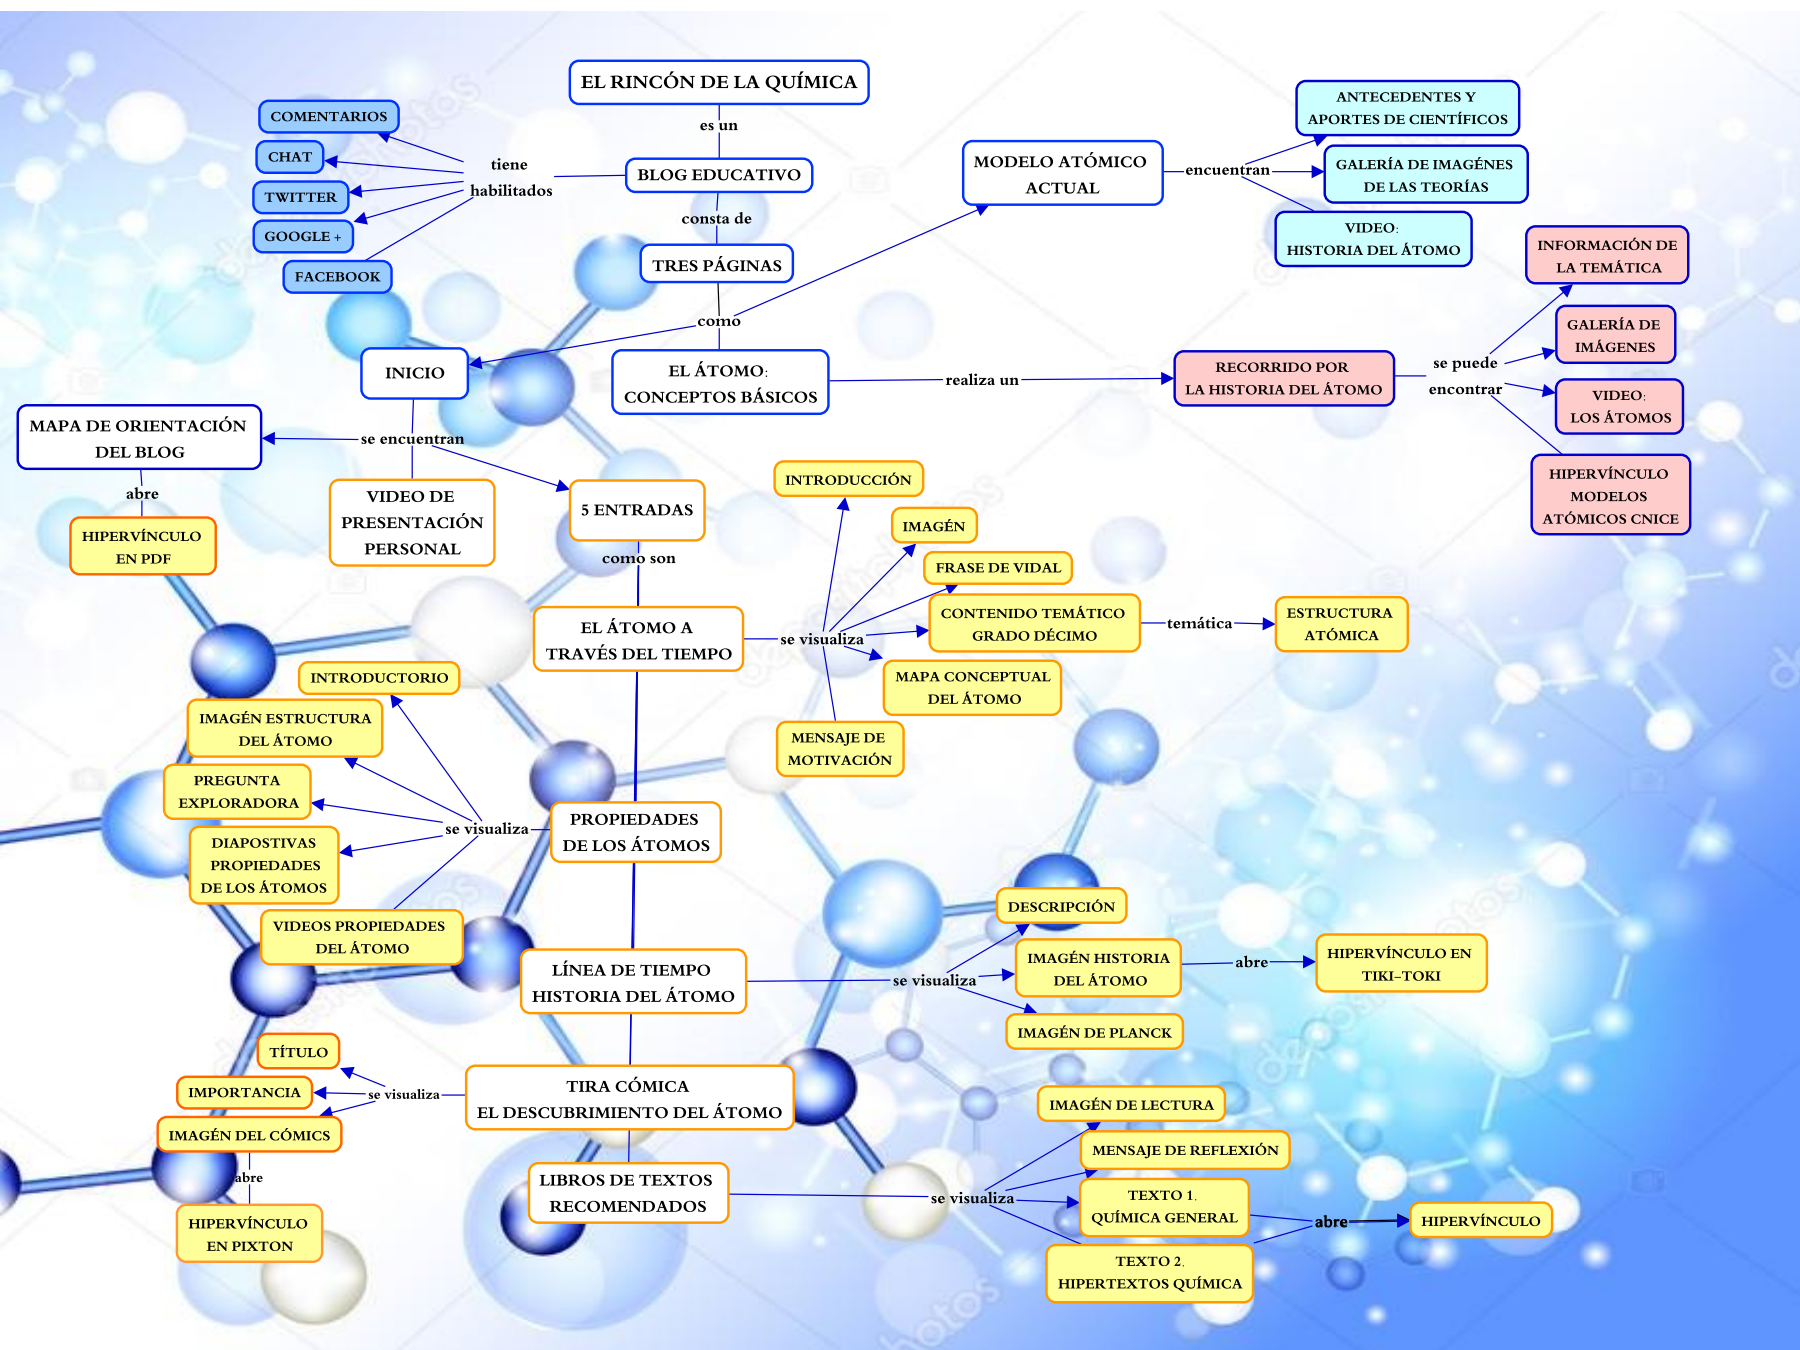 EL RINCÓN DE LA QUÍMICA
es un
BLOG EDUCATIVO
tiene
habilitados
COMENTARIOS
CHAT
TWITTER
GOOGLE +
FACEBOOK
consta de
TRES PÁGINAS
como
INICIO
EL ÁTOMO:
CONCEPTOS BÁSICOS
MODELO ATÓMICO
ACTUAL
encuentran
ANTECEDENTES Y
APORTES DE CIENTÍFICOS
GALERÍA DE IMAGÉNES
DE LAS TEORÍAS
VIDEO:
HISTORIA DEL ÁTOMO
realiza un
RECORRIDO POR
LA HISTORIA DEL ÁTOMO
se puede
encontrar
INFORMACIÓN DE
LA TEMÁTICA
GALERÍA DE
IMÁGENES
VIDEO:
LOS ÁTOMOS
HIPERVÍNCULO
MODELOS
ATÓMICOS CNICE
se encuentran
MAPA DE ORIENTACIÓN
DEL BLOG
abre
HIPERVÍNCULO
EN PDF
VIDEO DE
PRESENTACIÓN
PERSONAL
5 ENTRADAS
como son
EL ÁTOMO A
TRAVÉS DEL TIEMPO
se visualiza
INTRODUCCIÓN
IMAGÉN
FRASE DE VIDAL
CONTENIDO TEMÁTICO
GRADO DÉCIMO
temática
ESTRUCTURA
ATÓMICA
MAPA CONCEPTUAL
DEL ÁTOMO
MENSAJE DE
MOTIVACIÓN
PROPIEDADES
DE LOS ÁTOMOS
se visualiza
INTRODUCTORIO
IMAGÉN ESTRUCTURA
DEL ÁTOMO
PREGUNTA
EXPLORADORA
DIAPOSTIVAS
PROPIEDADES
DE LOS ÁTOMOS
VIDEOS PROPIEDADES
DEL ÁTOMO
LÍNEA DE TIEMPO
HISTORIA DEL ÁTOMO
se visualiza
DESCRIPCIÓN
IMAGÉN HISTORIA
DEL ÁTOMO
abre
HIPERVÍNCULO EN
TIKI-TOKI
IMAGÉN DE PLANCK
TIRA CÓMICA
EL DESCUBRIMIENTO DEL ÁTOMO
se visualiza
TÍTULO
IMPORTANCIA
IMAGÉN DEL CÓMICS
abre
HIPERVÍNCULO
EN PIXTON
LIBROS DE TEXTOS
RECOMENDADOS
se visualiza
IMAGÉN DE LECTURA
MENSAJE DE REFLEXIÓN
TEXTO 1.
QUÍMICA GENERAL
TEXTO 2.
HIPERTEXTOS QUÍMICA
abre
HIPERVÍNCULO